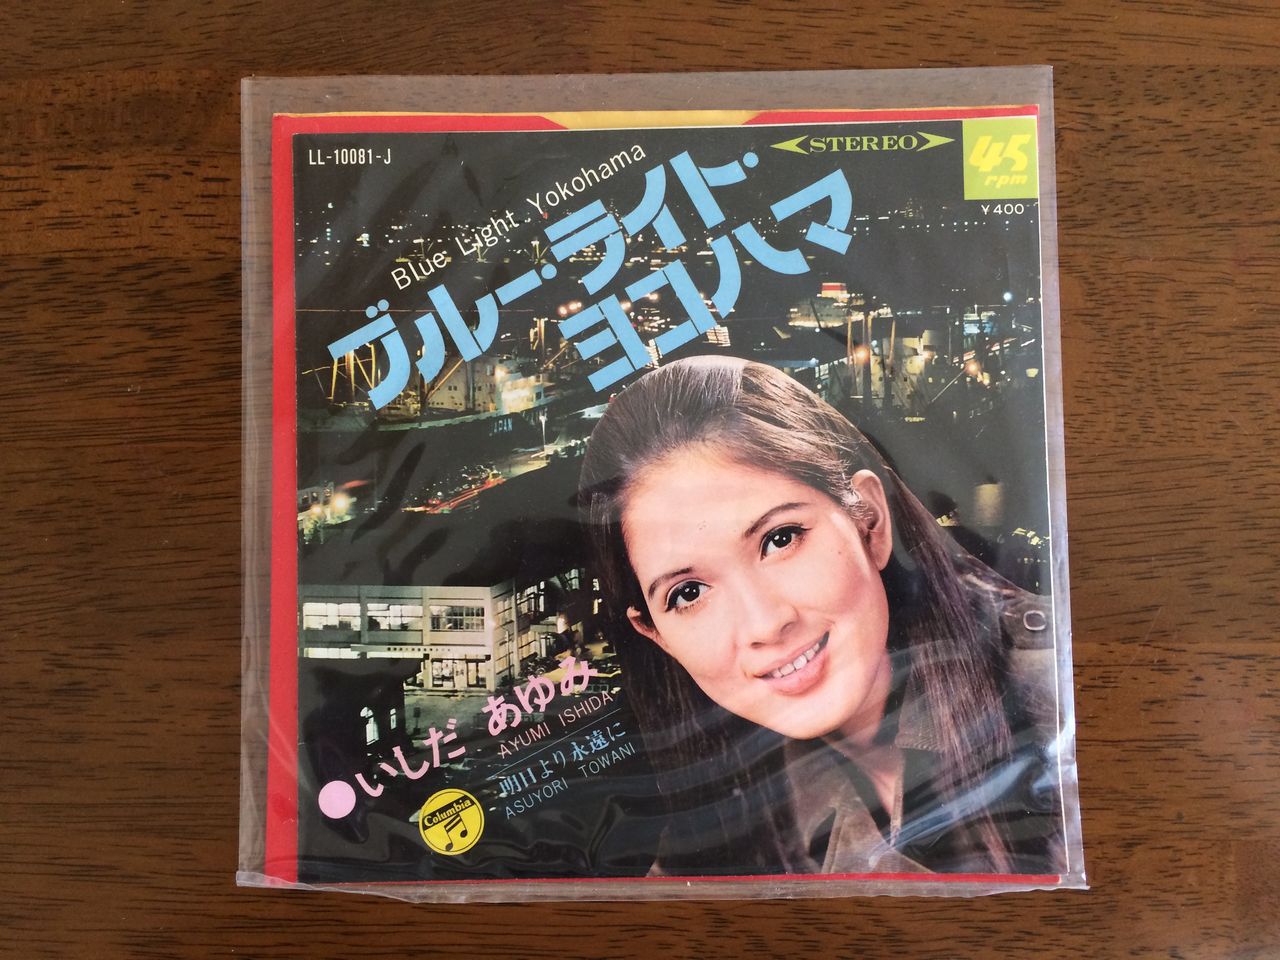 LL-10081-J
STEREO
45
rpm
¥400
Blue Light Yokohama
ブルー・ライト・
ヨコハマ
JAPAN
●いしだ あゆみ
AYUMI ISHIDA
明日より永遠に
ASUYORI TOWANI
Columbia